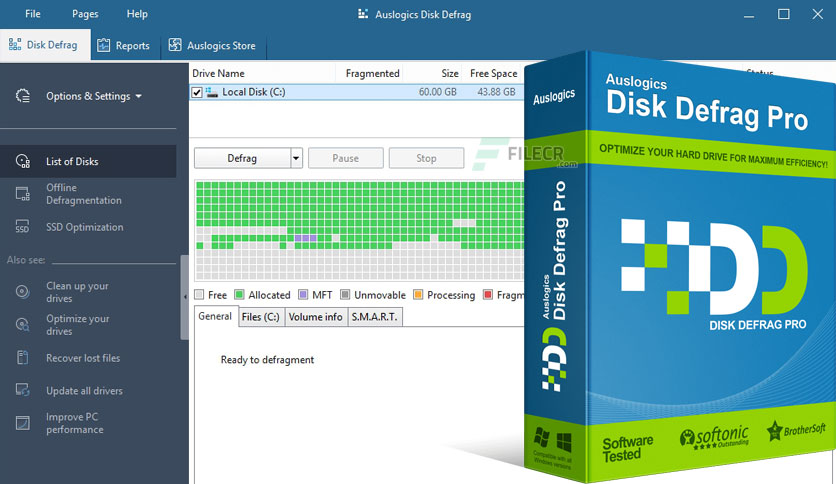 File Pages Help
Auslogics Disk Defrag
Disk Defrag
Reports
Auslogics Store
Options & Settings
List of Disks
Offline
Defragmentation
SSD
SSD Optimization
Also see:
Clean up your
drives
Optimize your
drives
Recover lost files
Update all drivers
Improve PC
performance
Drive Name Fragmented Size Free Space Status
Local Disk (C:) 60.00 GB 43.88 GB
Defrag Pause Stop
FILECR
.com
Free Allocated MFT Unmovable Processing Fragm
General Files (C:) Volume info S.M.A.R.T.
Ready to defragment
Auslogics
Auslogics
Disk Defrag Pro
OPTIMIZE YOUR HARD DRIVE FOR MAXIMUM EFFICIENCY!
DD
DISK DEFRAG PRO
Auslogics
Disk Defrag Pro
DD
Compatible with all
Windows versions
Software
Tested
softonic
Outstanding
BrotherSoft